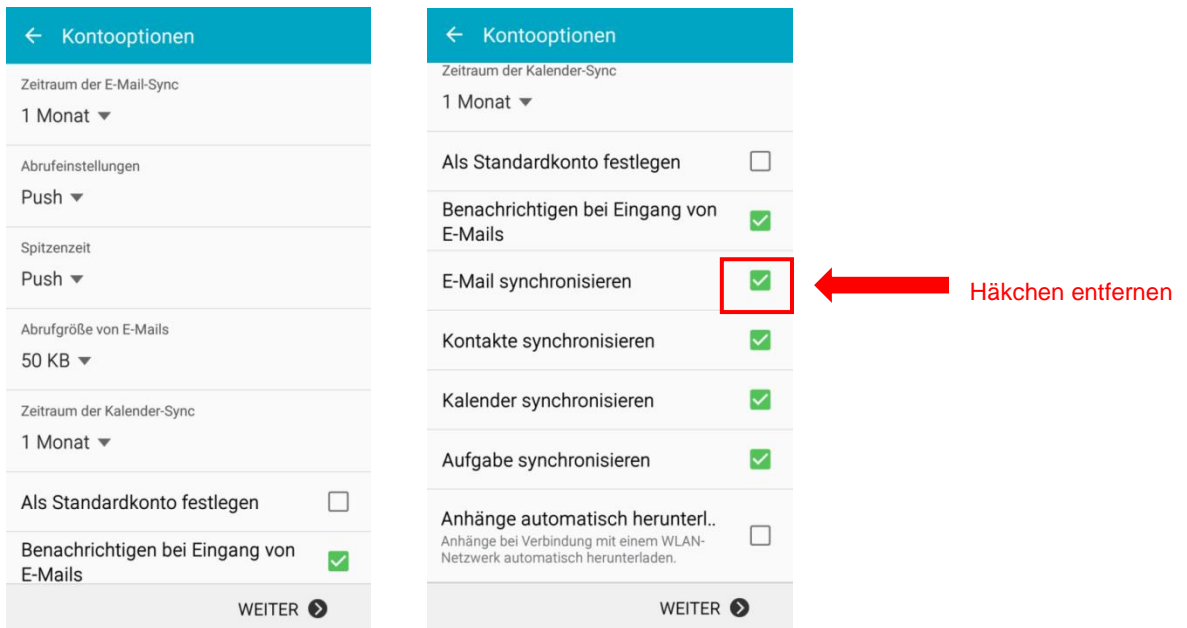 Kontooptionen
Zeitraum der E-Mail-Sync
1 Monat
Abrufeinstellungen
Push
Spitzenzeit
Push
Abrufgröße von E-Mails
50 KB
Zeitraum der Kalender-Sync
1 Monat
Als Standardkonto festlegen
Benachrichtigen bei Eingang von
E-Mails
WEITER
Kontooptionen
Zeitraum der Kalender-Sync
1 Monat
Als Standardkonto festlegen
Benachrichtigen bei Eingang von
E-Mails
E-Mail synchronisieren
Kontakte synchronisieren
Kalender synchronisieren
Aufgabe synchronisieren
Anhänge automatisch herunterl..
Anhänge bei Verbindung mit einem WLAN-
Netzwerk automatisch herunterladen.
WEITER
Häkchen entfernen